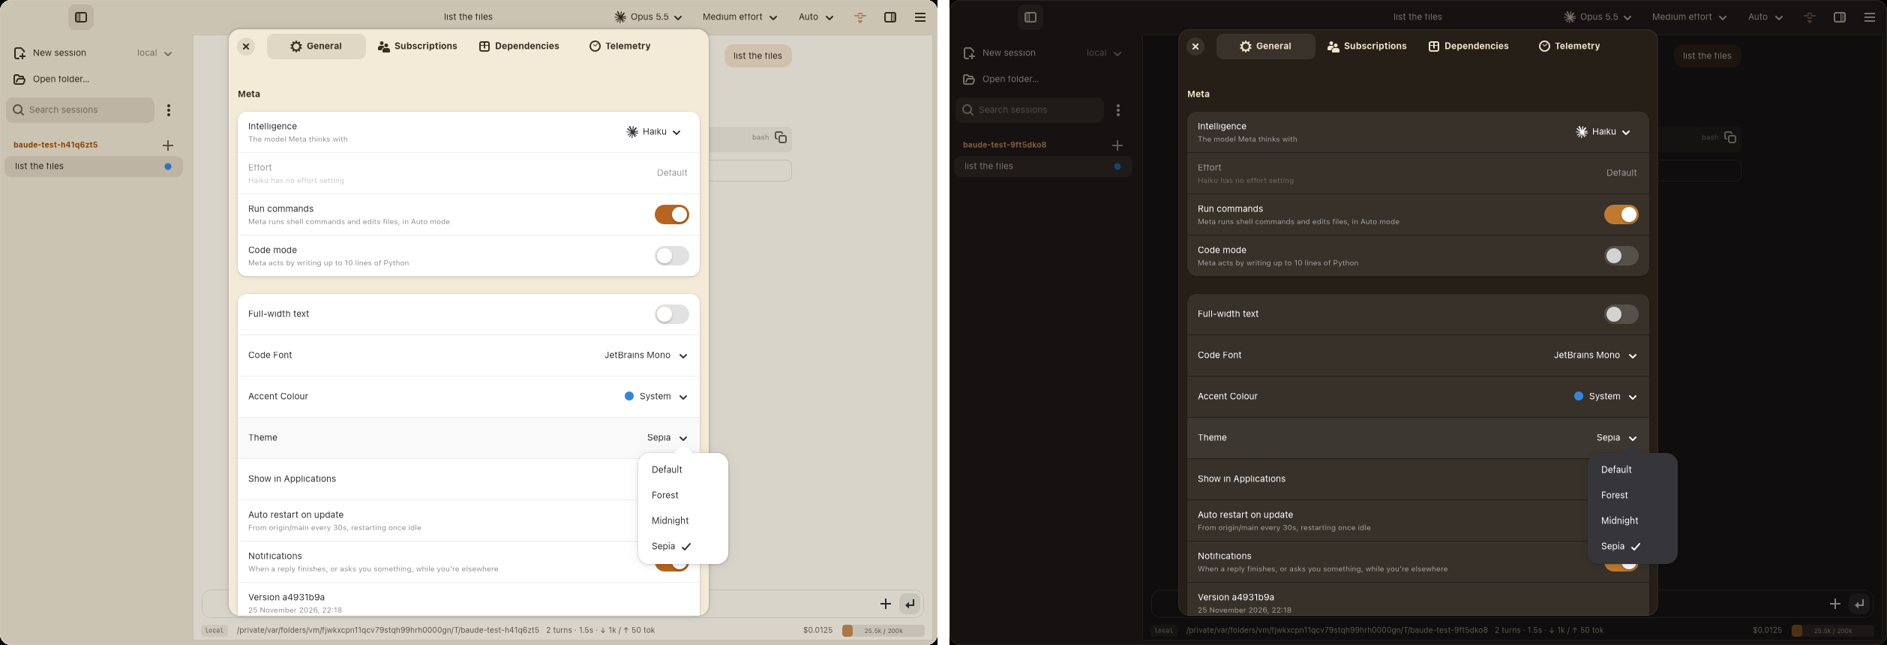 list the files
Opus 5.5
Medium effort
Auto
New session
local
Open folder...
Search sessions
baude-test-h41q6zt5
list the files
General
Subscriptions
Dependencies
Telemetry
list the files
bash
Meta
Intelligence
The model Meta thinks with
Haiku
Effort
Haiku has no effort setting
Default
Run commands
Meta runs shell commands and edits files, in Auto mode
Code mode
Meta acts by writing up to 10 lines of Python
Full-width text
Code Font
JetBrains Mono
Accent Colour
System
Theme
Sepia
Default
Forest
Midnight
Sepia
Show in Applications
Auto restart on update
From origin/main every 30s, restarting once idle
Notifications
When a reply finishes, or asks you something, while you're elsewhere
Version a4931b9a
25 November 2026, 22:18
local
/private/var/folders/vm/fjwkxcpn11qcv79stqh99hrh0000gn/T/baude-test-h41q6zt5 2 turns · 1.5s · ↓ 1k / ↑ 50 tok
$0.0125
25.5k / 200k
list the files
Opus 5.5
Medium effort
Auto
New session
local
Open folder...
Search sessions
baude-test-9ft5dko8
list the files
General
Subscriptions
Dependencies
Telemetry
list the files
bash
Meta
Intelligence
The model Meta thinks with
Haiku
Effort
Haiku has no effort setting
Default
Run commands
Meta runs shell commands and edits files, in Auto mode
Code mode
Meta acts by writing up to 10 lines of Python
Full-width text
Code Font
JetBrains Mono
Accent Colour
System
Theme
Sepia
Default
Forest
Midnight
Sepia
Show in Applications
Auto restart on update
From origin/main every 30s, restarting once idle
Notifications
When a reply finishes, or asks you something, while you're elsewhere
Version a4931b9a
25 November 2026, 22:18
local
/private/var/folders/vm/fjwkxcpn11qcv79stqh99hrh0000gn/T/baude-test-9ft5dko8 2 turns · 1.5s · ↓ 1k / ↑ 50 tok
$0.0125
25.5k / 200k